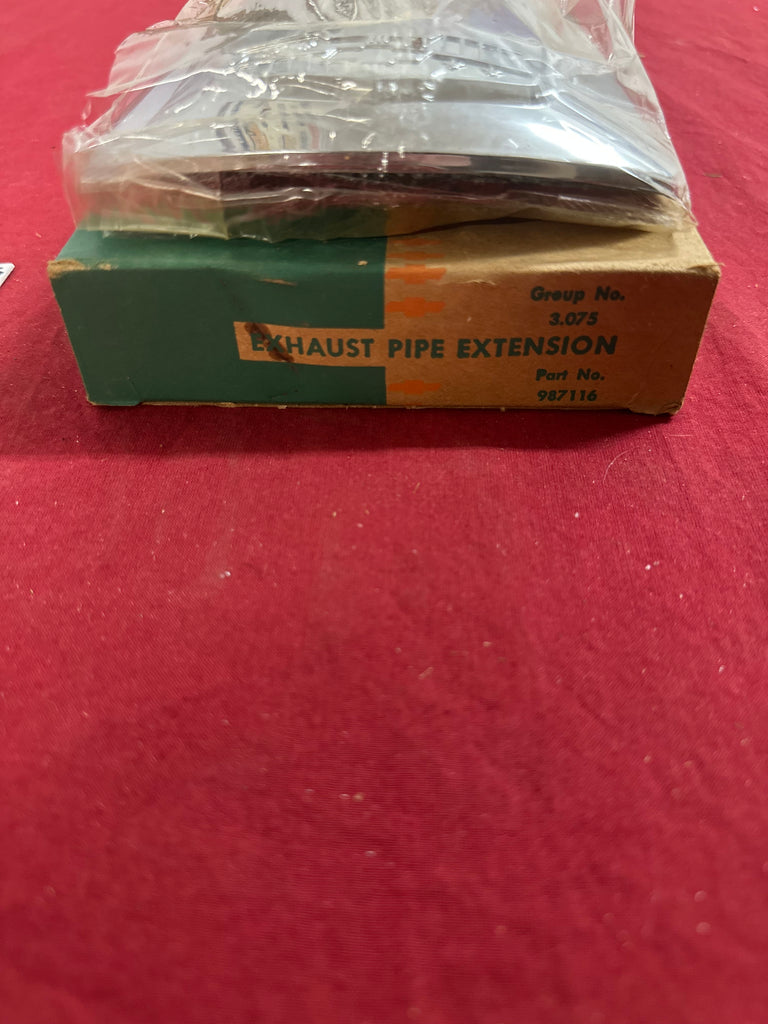 Group No.
3.075
EXHAUST PIPE EXTENSION
Part No.
987116